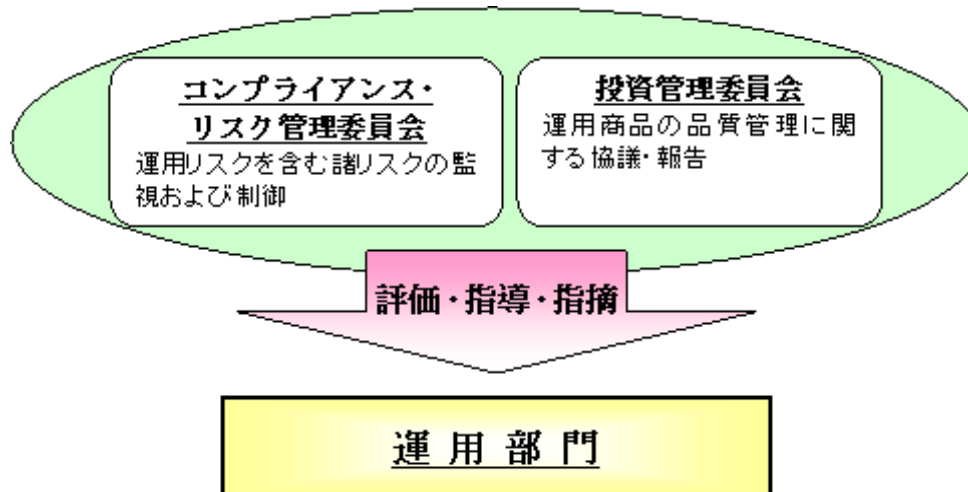 コンプライアンス・
リスク管理委員会
運用リスクを含む諸リスクの監
視および制御
投資管理委員会
運用商品の品質管理に関
する協議・報告
評価・指導・指摘
運用部門